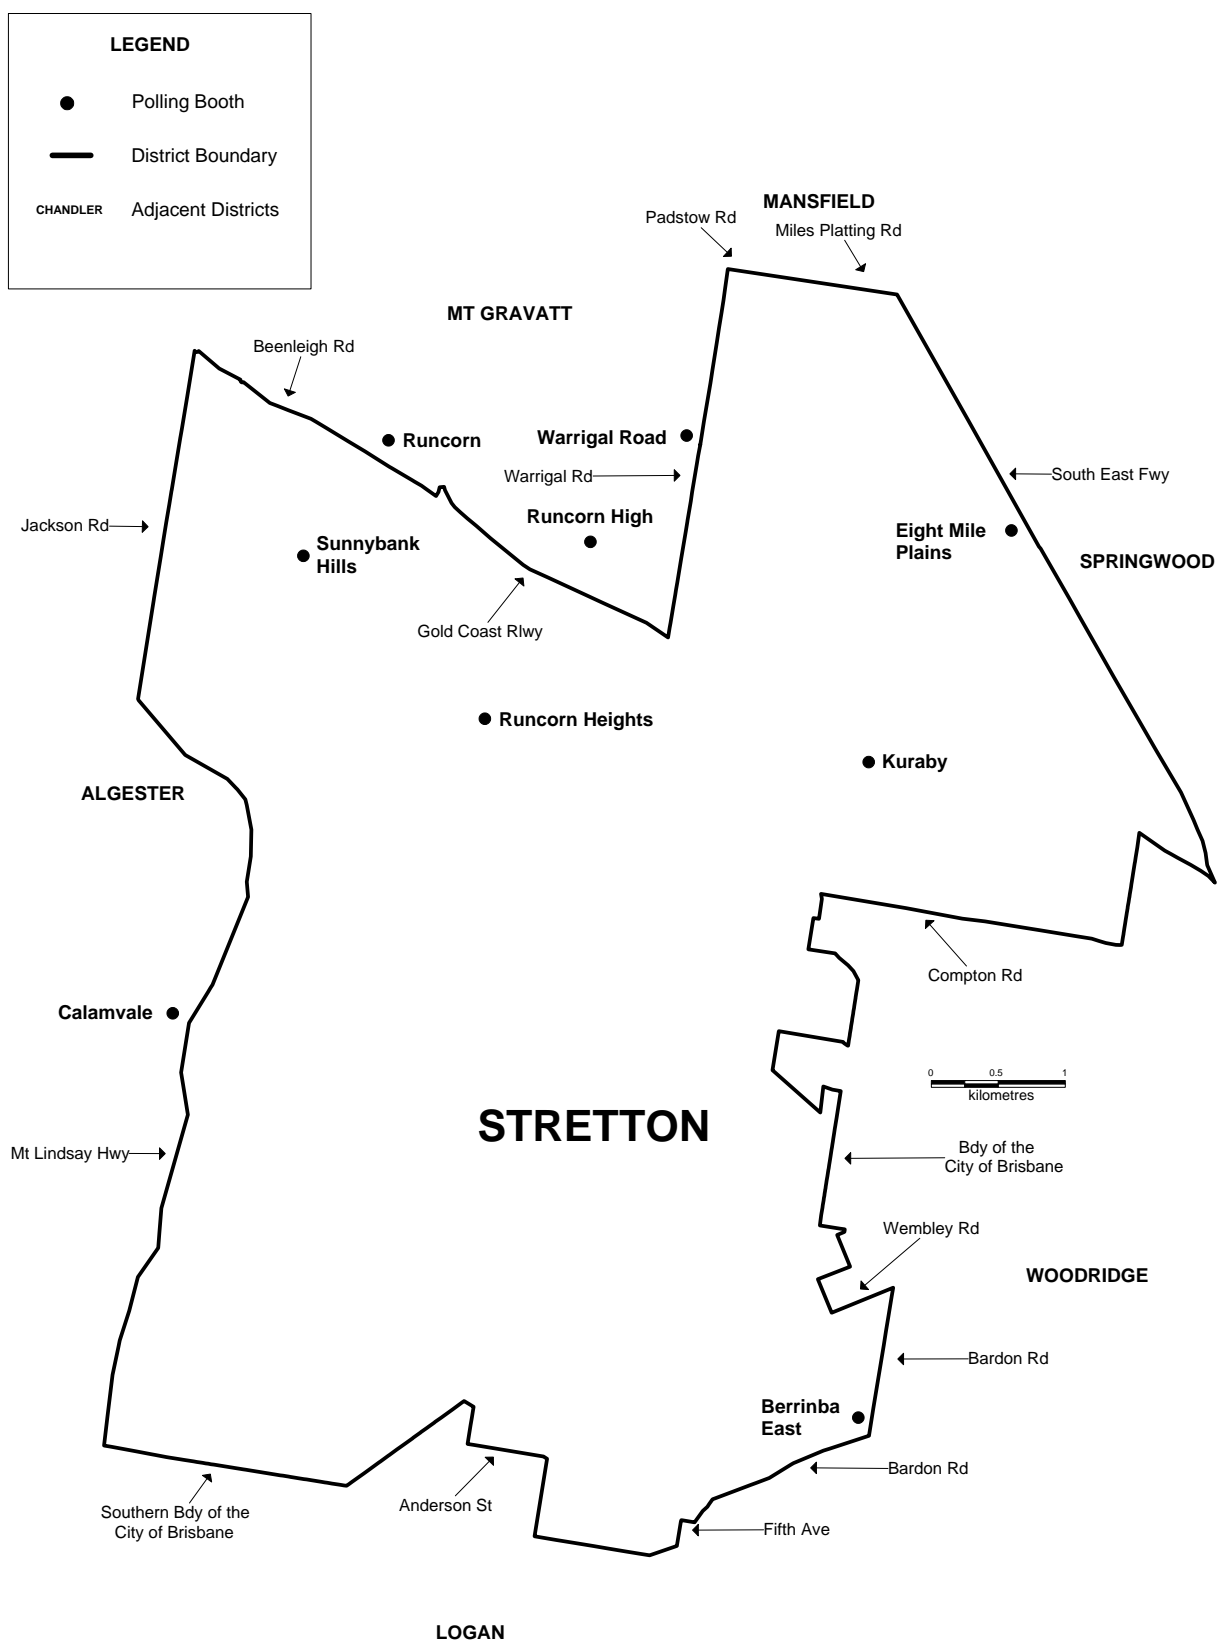 LEGEND
Polling Booth
District Boundary
CHANDLER Adjacent Districts
MANSFIELD
Padstow Rd
Miles Platting Rd
MT GRAVATT
Beenleigh Rd
Runcorn
Warrigal Road
Warrigal Rd
South East Fwy
Jackson Rd
Runcorn High
Eight Mile
Plains
Sunnybank
Hills
SPRINGWOOD
Gold Coast Rlwy
Runcorn Heights
Kuraby
ALGESTER
Compton Rd
Calamvale
0 0.5 1
kilometres
STRETTON
Mt Lindsay Hwy
Bdy of the
City of Brisbane
Wembley Rd
WOODRIDGE
Bardon Rd
Berrinba
East
Bardon Rd
Southern Bdy of the
City of Brisbane
Anderson St
Fifth Ave
LOGAN